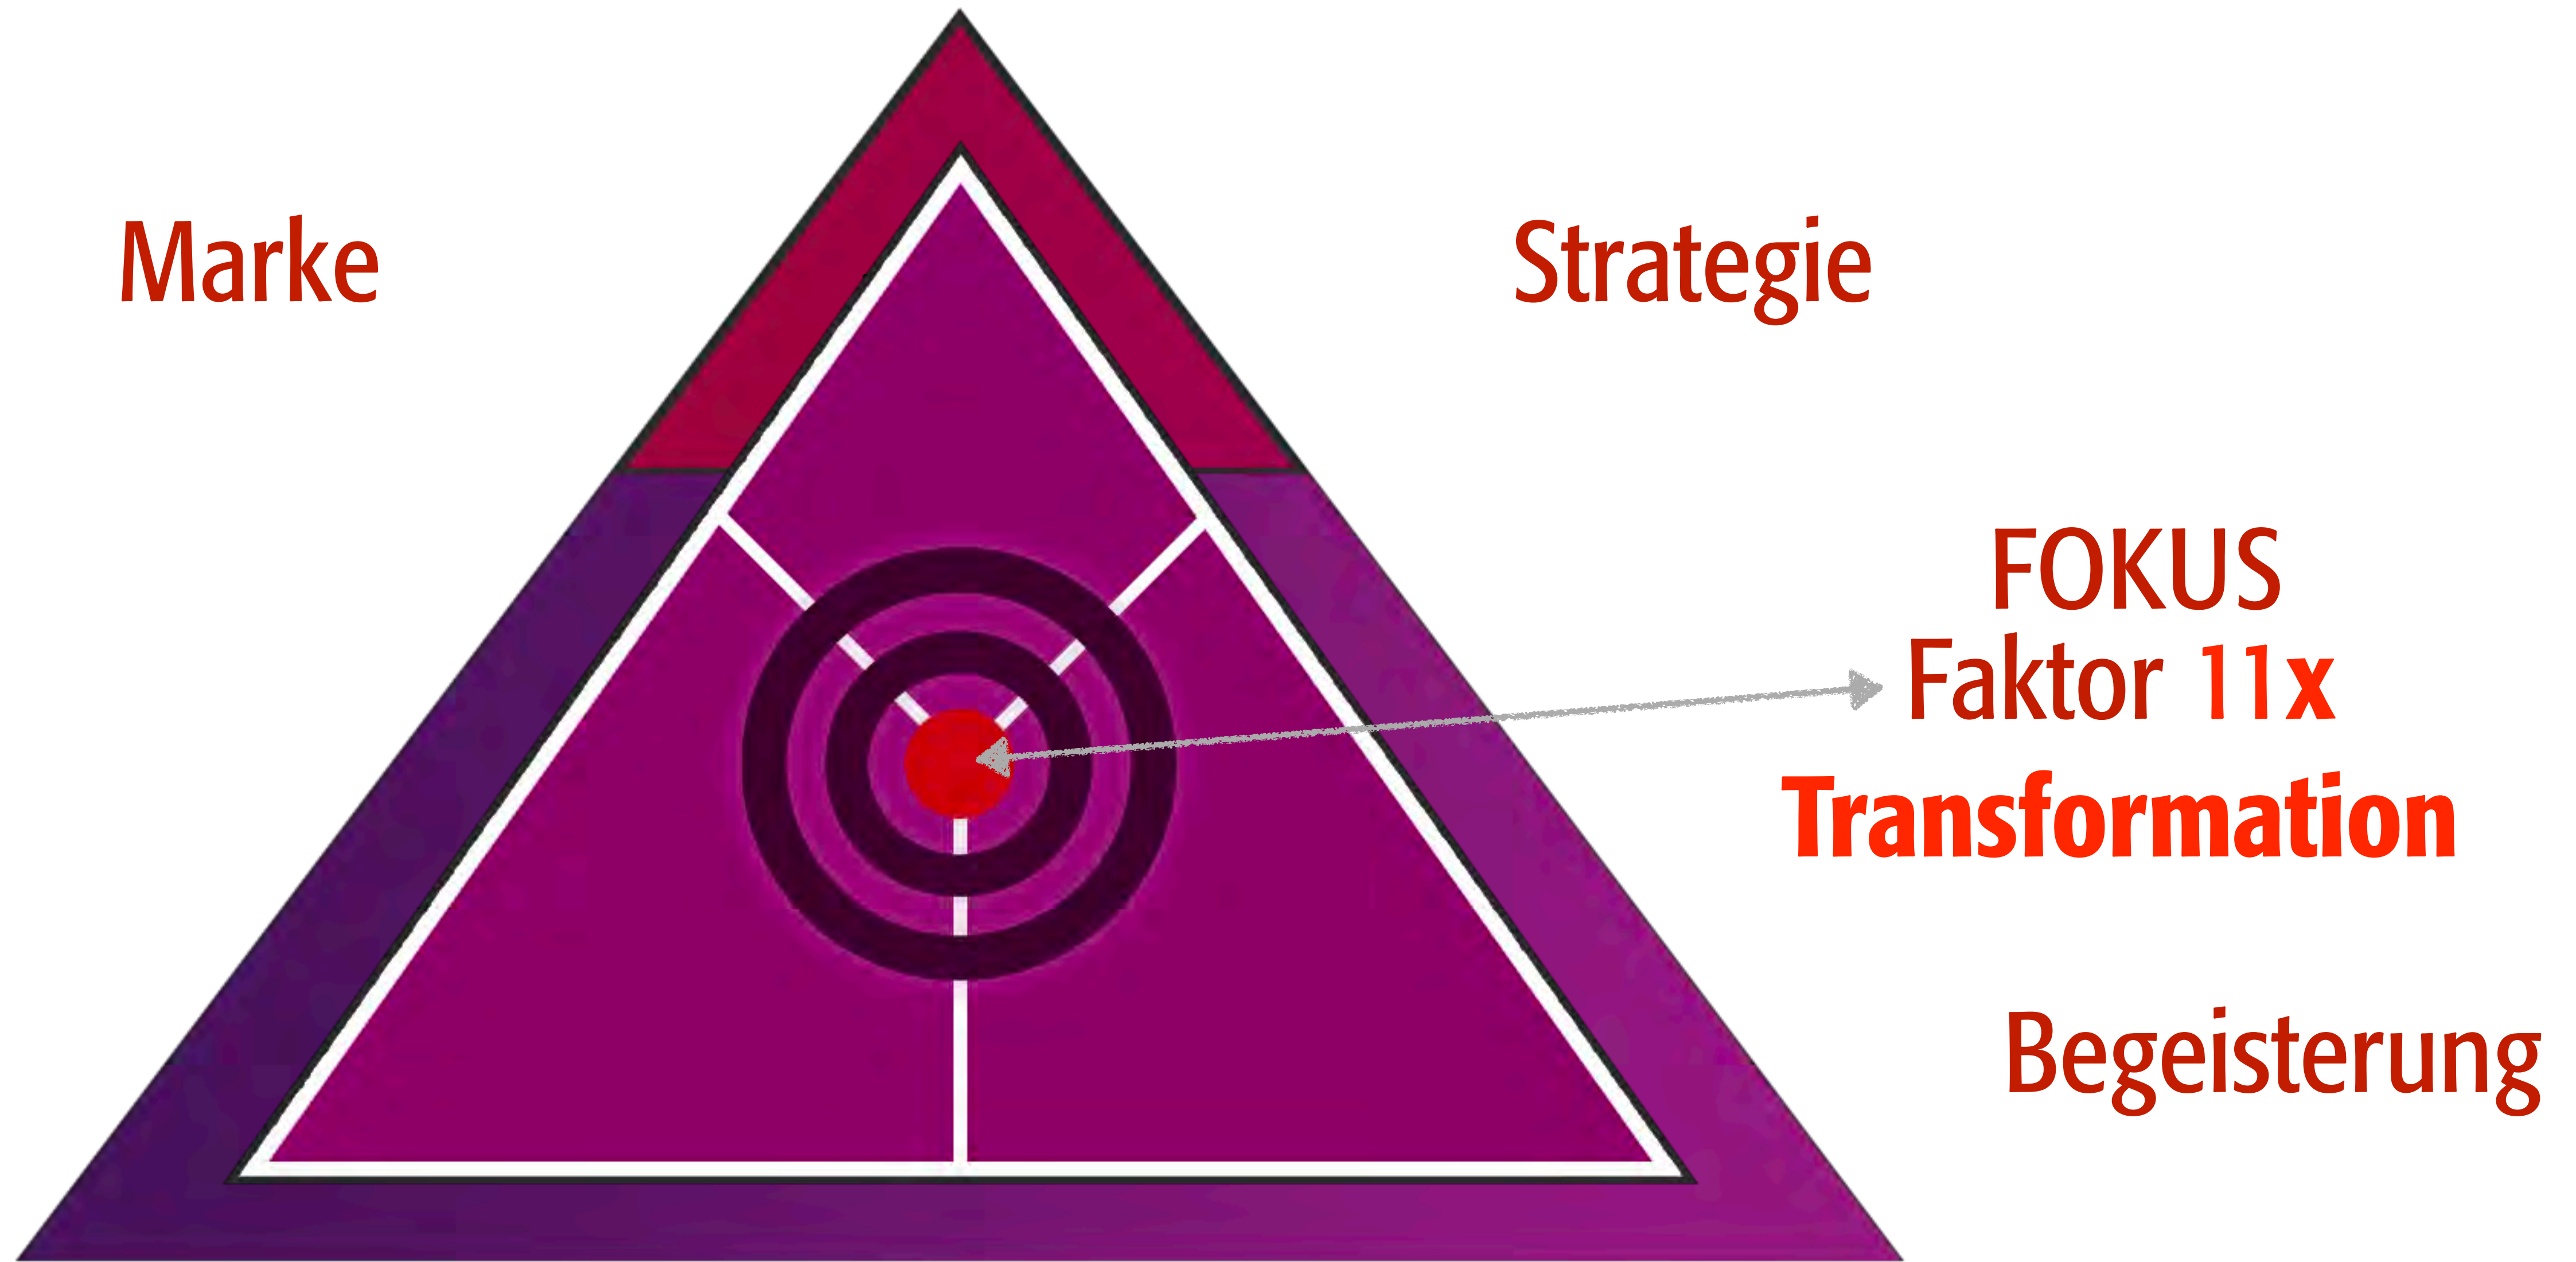 Marke
Strategie
FOKUS
Faktor 11x
Transformation
Begeisterung